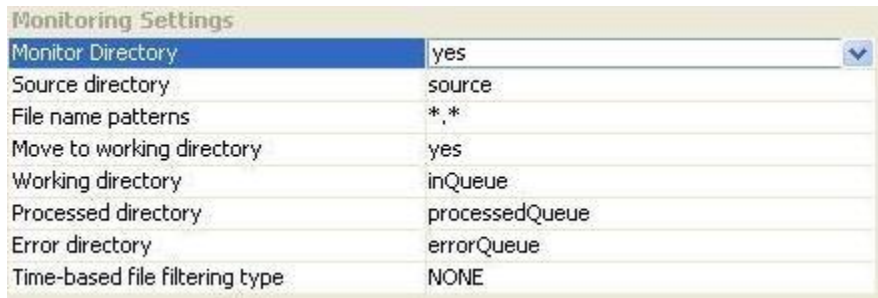 Monitoring Settings
Monitor Directory yes
Source directory source
File name patterns *.*
Move to working directory yes
Working directory inQueue
Processed directory processedQueue
Error directory errorQueue
Time-based file filtering type NONE